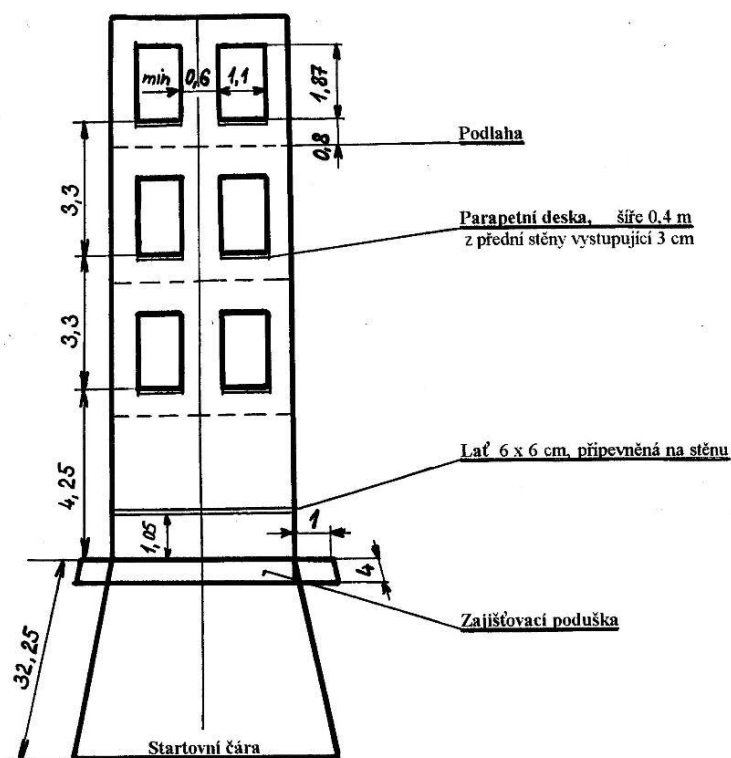 min 0,6 1,1
1,87
0,8
Podlaha
3,3
Parapetní deska, šíře 0,4 m
z přední stěny vystupující 3 cm
3,3
Lať 6 x 6 cm, připevněná na stěnu
4,25
1,05
1
4
Zajišťovací poduška
32,25
Startovní čára